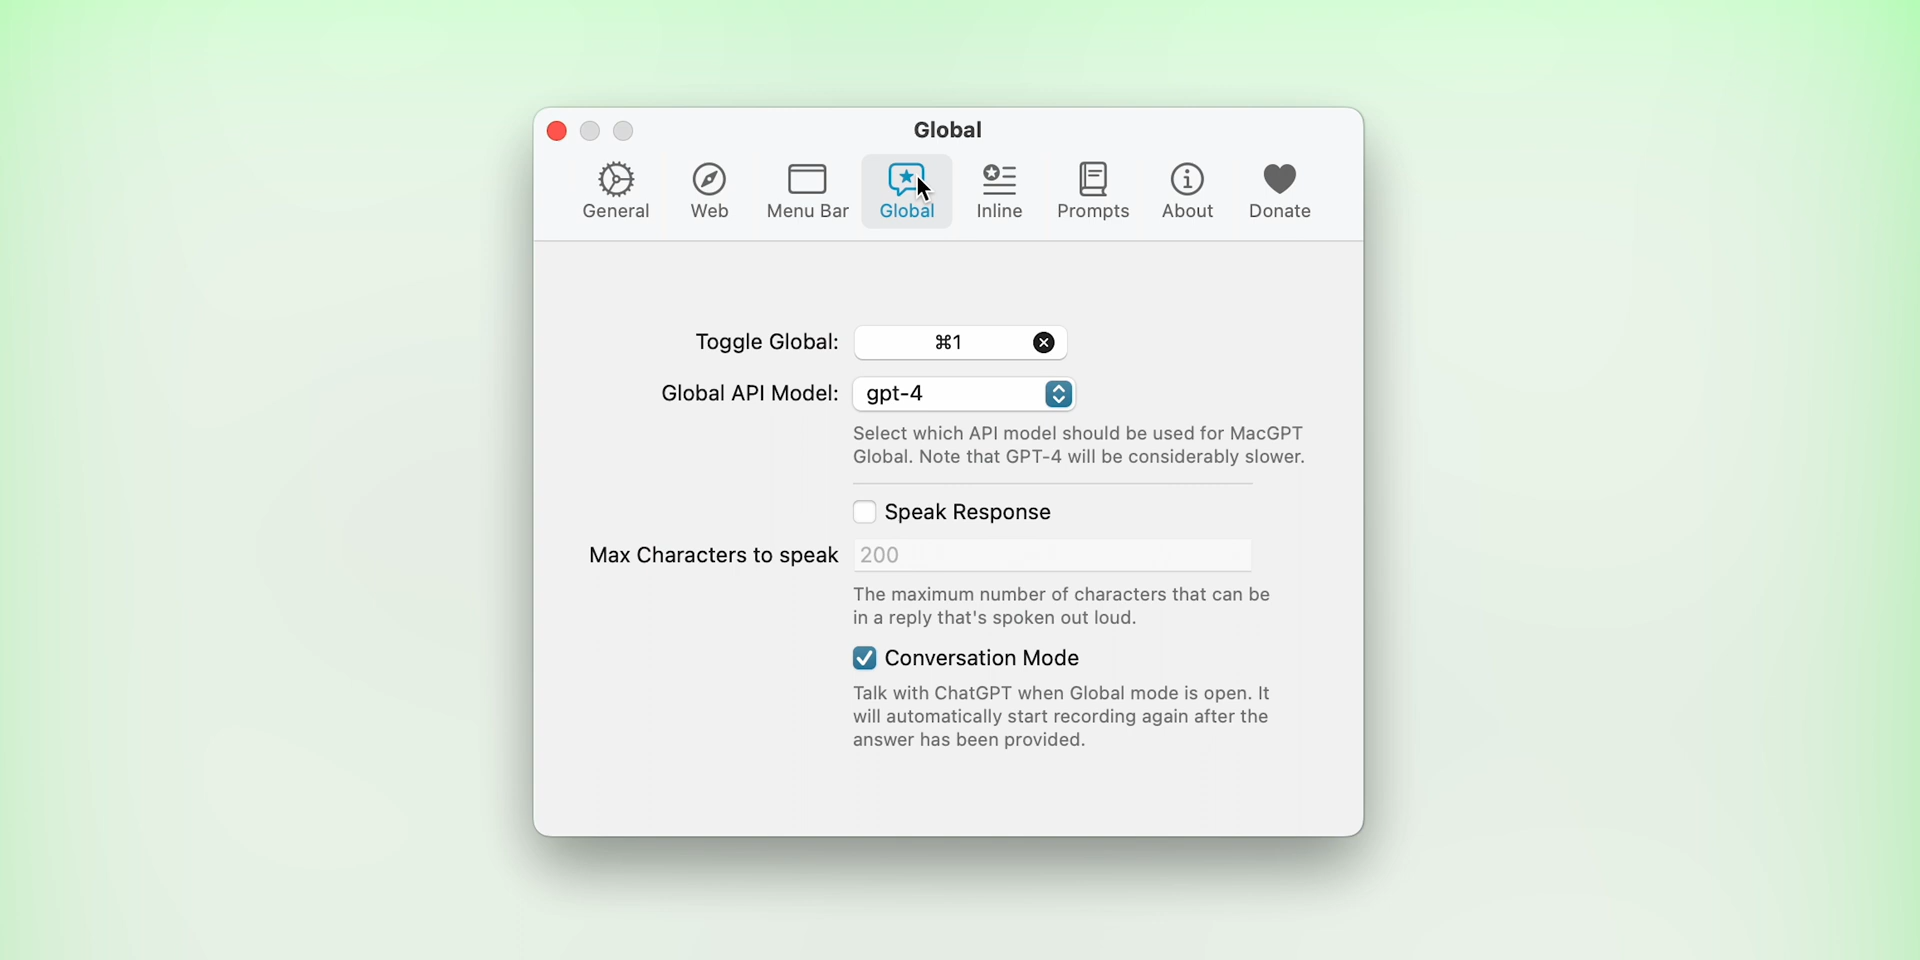 Global
General
Web
Menu Bar
Global
Inline
Prompts
About
Donate
Toggle Global: ⌘1
Global API Model: gpt-4
Select which API model should be used for MacGPT
Global. Note that GPT-4 will be considerably slower.
Speak Response
Max Characters to speak 200
The maximum number of characters that can be
in a reply that's spoken out loud.
Conversation Mode
Talk with ChatGPT when Global mode is open. It
will automatically start recording again after the
answer has been provided.